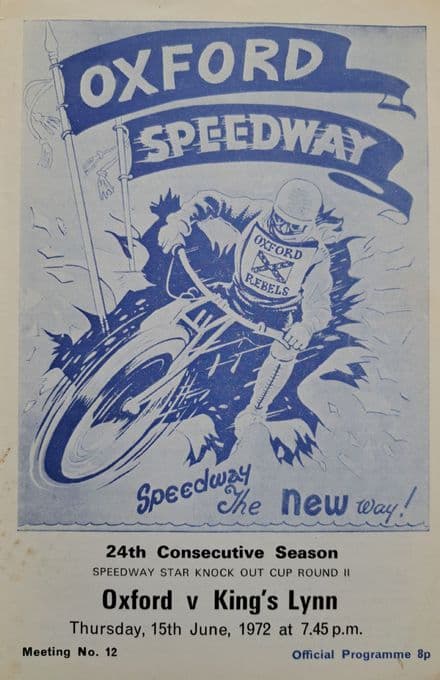 OXFORD
SPEEDWAY
OXFORD
REBELS
Speedway
The new way!
24th Consecutive Season
SPEEDWAY STAR KNOCK OUT CUP ROUND II
Oxford v King's Lynn
Thursday, 15th June, 1972 at 7.45 p.m.
Meeting No. 12 Official Programme 8p